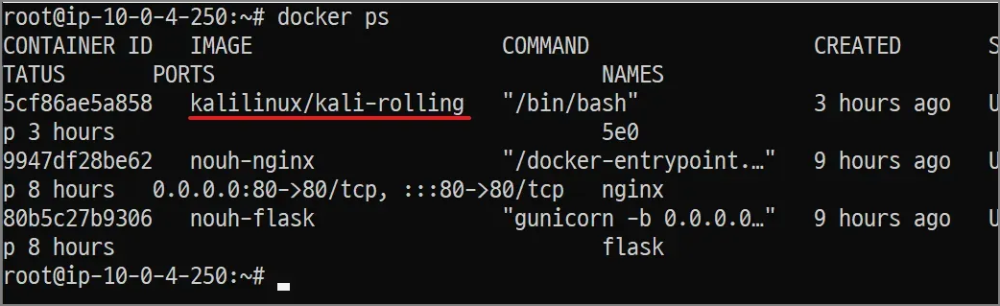 root@ip-10-0-4-250:~# docker ps
CONTAINER ID   IMAGE                    COMMAND                  CREATED       S
TATUS       PORTS                               NAMES
5cf86ae5a858   kalilinux/kali-rolling   "/bin/bash"              3 hours ago   U
p 3 hours                                       5e0
9947df28be62   nouh-nginx               "/docker-entrypoint.…"   9 hours ago   U
p 8 hours   0.0.0.0:80->80/tcp, :::80->80/tcp   nginx
80b5c27b9306   nouh-flask               "gunicorn -b 0.0.0.0…"   9 hours ago   U
p 8 hours                                       flask
root@ip-10-0-4-250:~#